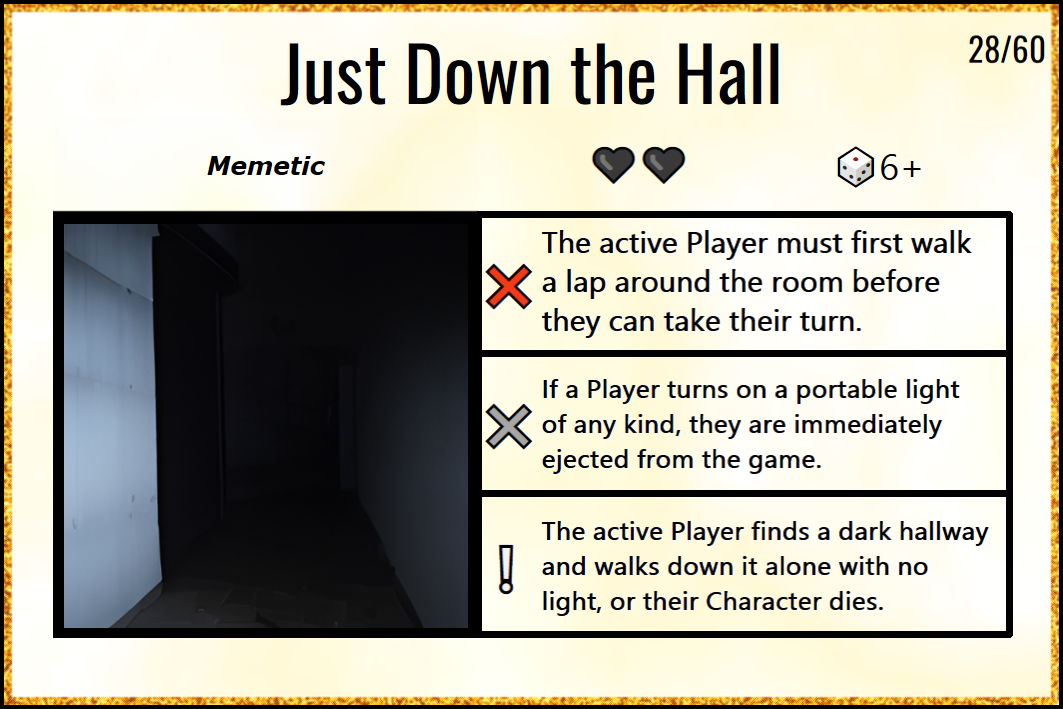 Just Down the Hall
28/60
Memetic
6+
The active Player must first walk
a lap around the room before
they can take their turn.
If a Player turns on a portable light
of any kind, they are immediately
ejected from the game.
The active Player finds a dark hallway
and walks down it alone with no
light, or their Character dies.